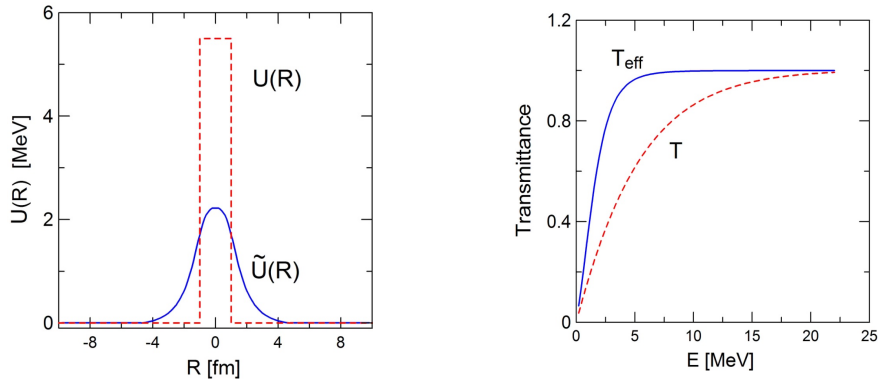 6
4
2
0
U(R) [MeV]
U(R)
Ũ(R)
-8 -4 0 4 8
R [fm]
1.2
0.8
0.4
0
Transmittance
T_eff
T
0 5 10 15 20 25
E [MeV]